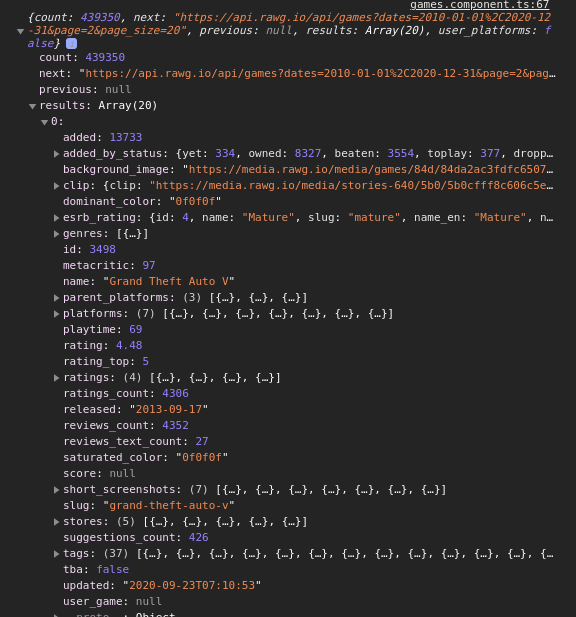 games.component.ts:67
{count: 439350, next: "https://api.rawg.io/api/games?dates=2010-01-01%2C2020-12
-31&page=2&page_size=20", previous: null, results: Array(20), user_platforms: f
alse} i
count: 439350
next: "https://api.rawg.io/api/games?dates=2010-01-01%2C2020-12-31&page=2&pag…
previous: null
results: Array(20)
0:
added: 13733
added_by_status: {yet: 334, owned: 8327, beaten: 3554, toplay: 377, dropp…
background_image: "https://media.rawg.io/media/games/84d/84da2ac3fdfc6507…
clip: {clip: "https://media.rawg.io/media/stories-640/5b0/5b0cfff8c606c5e…
dominant_color: "0f0f0f"
esrb_rating: {id: 4, name: "Mature", slug: "mature", name_en: "Mature", n…
genres: [{…}]
id: 3498
metacritic: 97
name: "Grand Theft Auto V"
parent_platforms: (3) [{…}, {…}, {…}]
platforms: (7) [{…}, {…}, {…}, {…}, {…}, {…}, {…}]
playtime: 69
rating: 4.48
rating_top: 5
ratings: (4) [{…}, {…}, {…}, {…}]
ratings_count: 4306
released: "2013-09-17"
reviews_count: 4352
reviews_text_count: 27
saturated_color: "0f0f0f"
score: null
short_screenshots: (7) [{…}, {…}, {…}, {…}, {…}, {…}, {…}]
slug: "grand-theft-auto-v"
stores: (5) [{…}, {…}, {…}, {…}, {…}]
suggestions_count: 426
tags: (37) [{…}, {…}, {…}, {…}, {…}, {…}, {…}, {…}, {…}, {…}, {…}, {…}, {…
tba: false
updated: "2020-09-23T07:10:53"
user_game: null
__proto__: Object